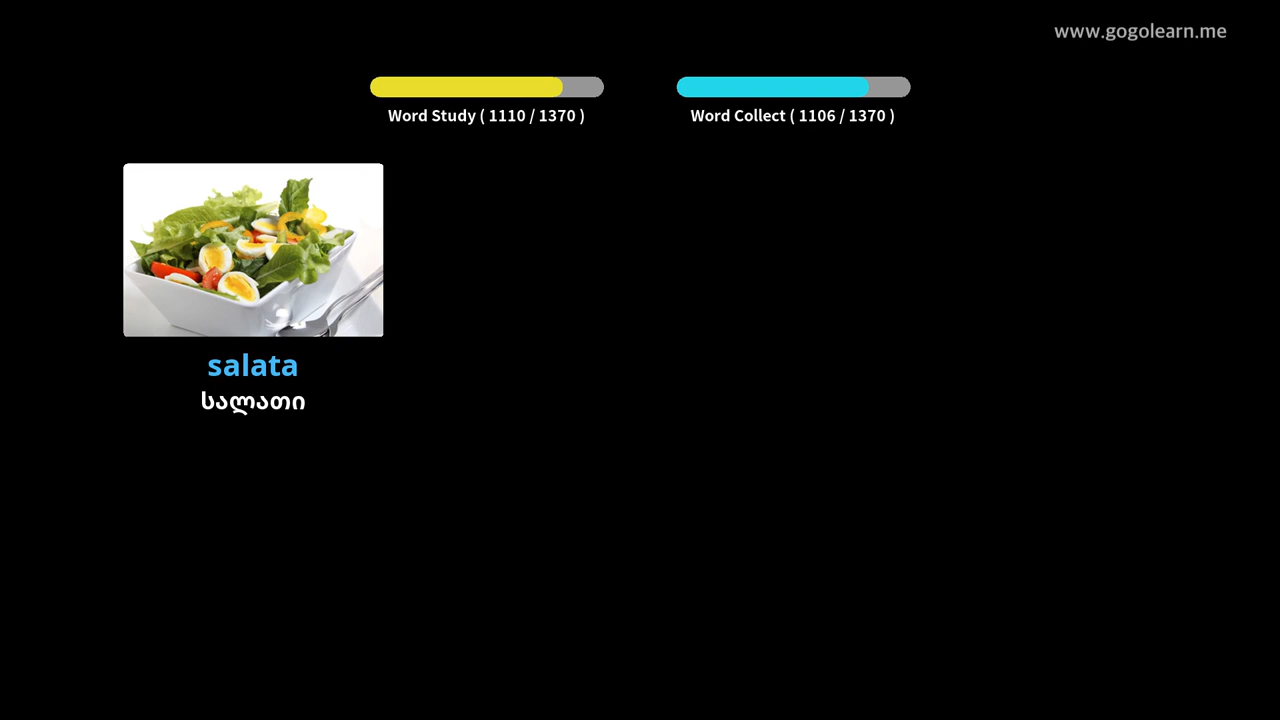 www.gogolearn.me
Word Study ( 1110 / 1370 )
Word Collect ( 1106 / 1370 )
salata
სალათი